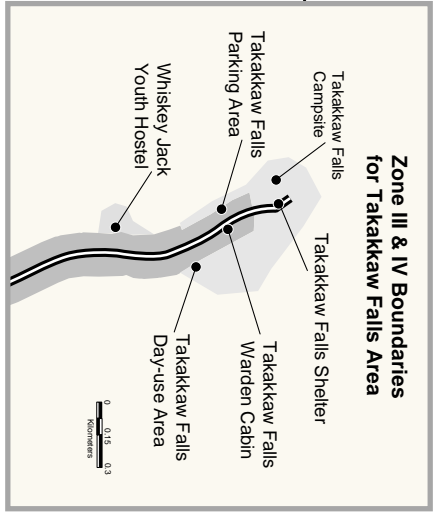 Zone III & IV Boundaries
for Takakkaw Falls Area
Takakkaw Falls
Campsite
Takakkaw Falls Shelter
Takakkaw Falls
Parking Area
Takakkaw Falls
Warden Cabin
Whiskey Jack
Youth Hostel
Takakkaw Falls
Day-use Area
0 0.15 0.3
Kilometers